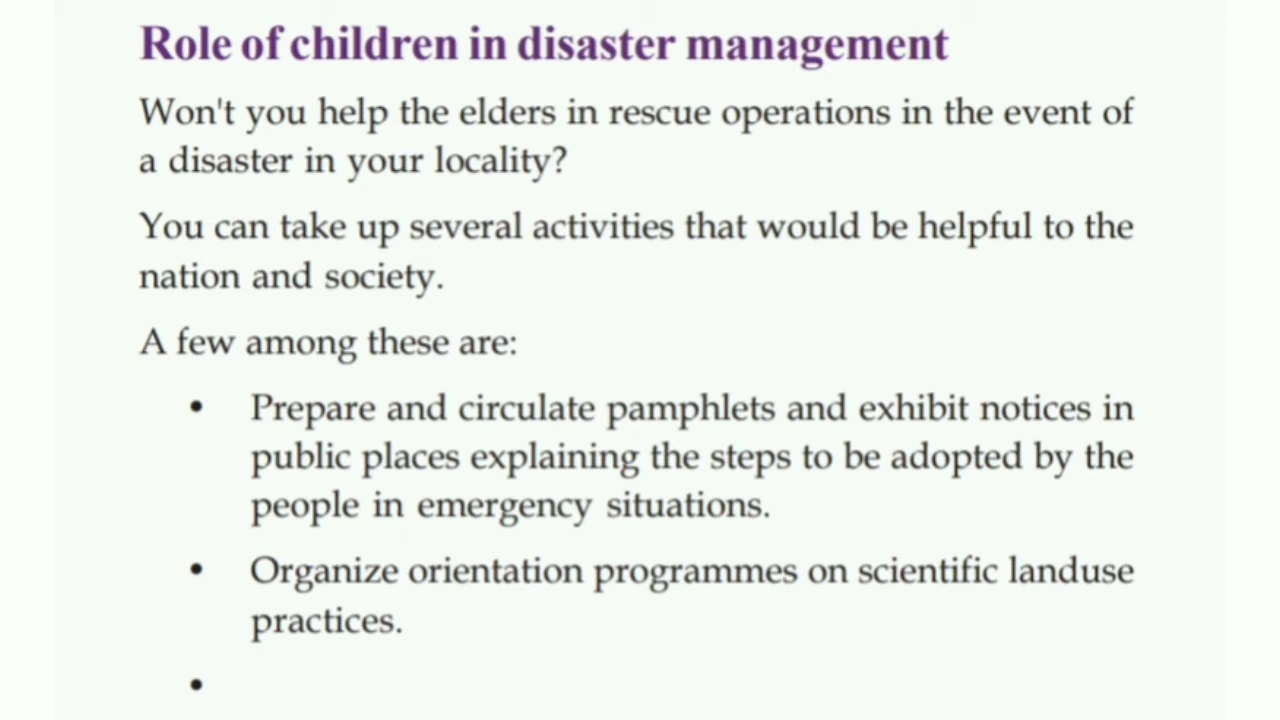 Role of children in disaster management
Won't you help the elders in rescue operations in the event of
a disaster in your locality?
You can take up several activities that would be helpful to the
nation and society.
A few among these are:
• Prepare and circulate pamphlets and exhibit notices in
public places explaining the steps to be adopted by the
people in emergency situations.
• Organize orientation programmes on scientific landuse
practices.
•